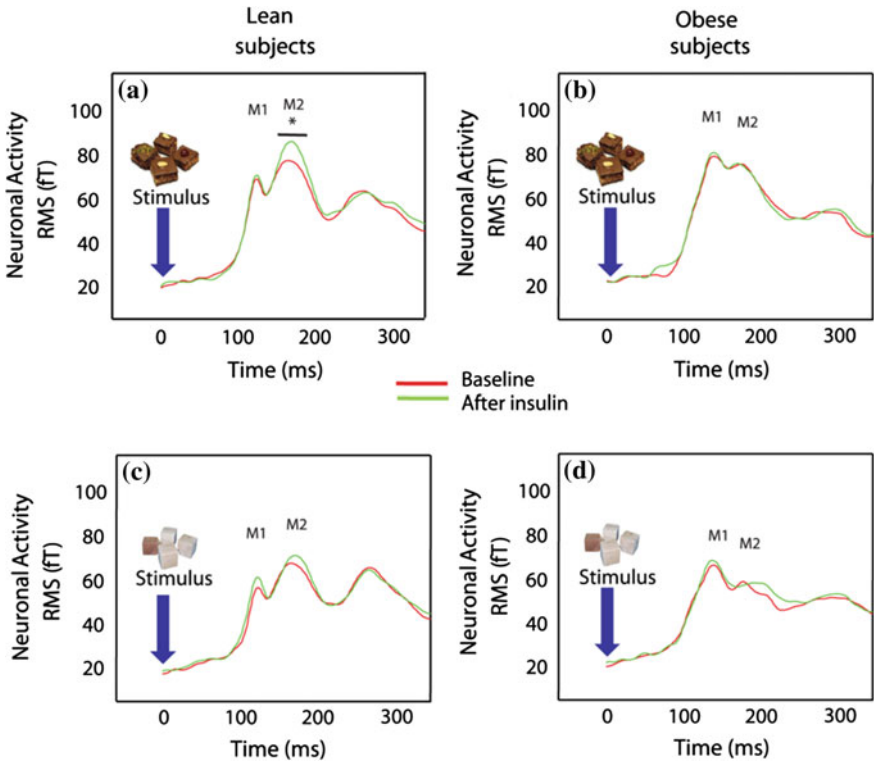 Lean
subjects
Obese
subjects
(a)
M1
M2
*
Stimulus
Neuronal Activity
RMS (fT)
100
80
60
40
20
0
100
200
300
Time (ms)
(b)
M1
M2
Stimulus
Neuronal Activity
RMS (fT)
100
80
60
40
20
0
100
200
300
Time (ms)
Baseline
After insulin
(c)
M1
M2
Stimulus
Neuronal Activity
RMS (fT)
100
80
60
40
20
0
100
200
300
Time (ms)
(d)
M1
M2
Stimulus
Neuronal Activity
RMS (fT)
100
80
60
40
20
0
100
200
300
Time (ms)